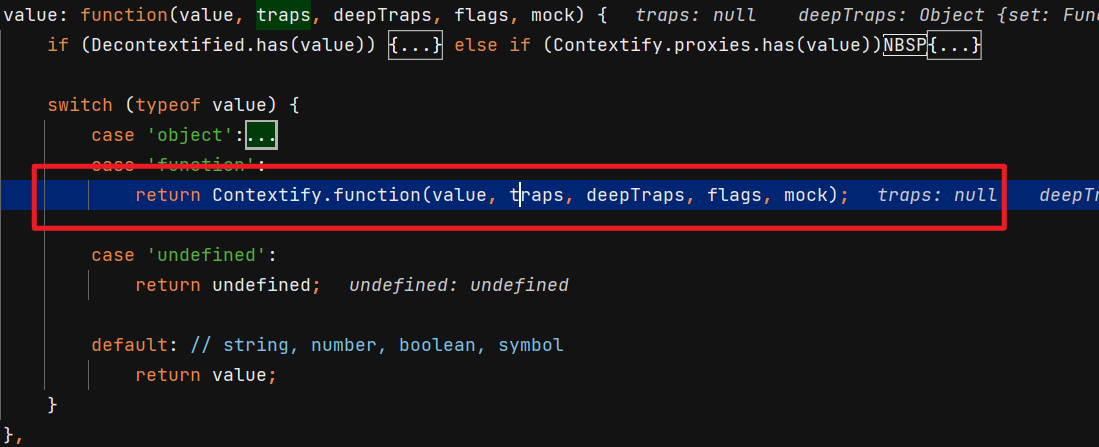 value: function(value, traps, deepTraps, flags, mock) {   traps: null    deepTraps: Object {set: Fun
    if (Decontextified.has(value)) {...} else if (Contextify.proxies.has(value))NBSP{...}
    switch (typeof value) {
        case 'object':...
        case 'function':
            return Contextify.function(value, traps, deepTraps, flags, mock);   traps: null    deepTr
        case 'undefined':
            return undefined;   undefined: undefined
        default: // string, number, boolean, symbol
            return value;
    }
},